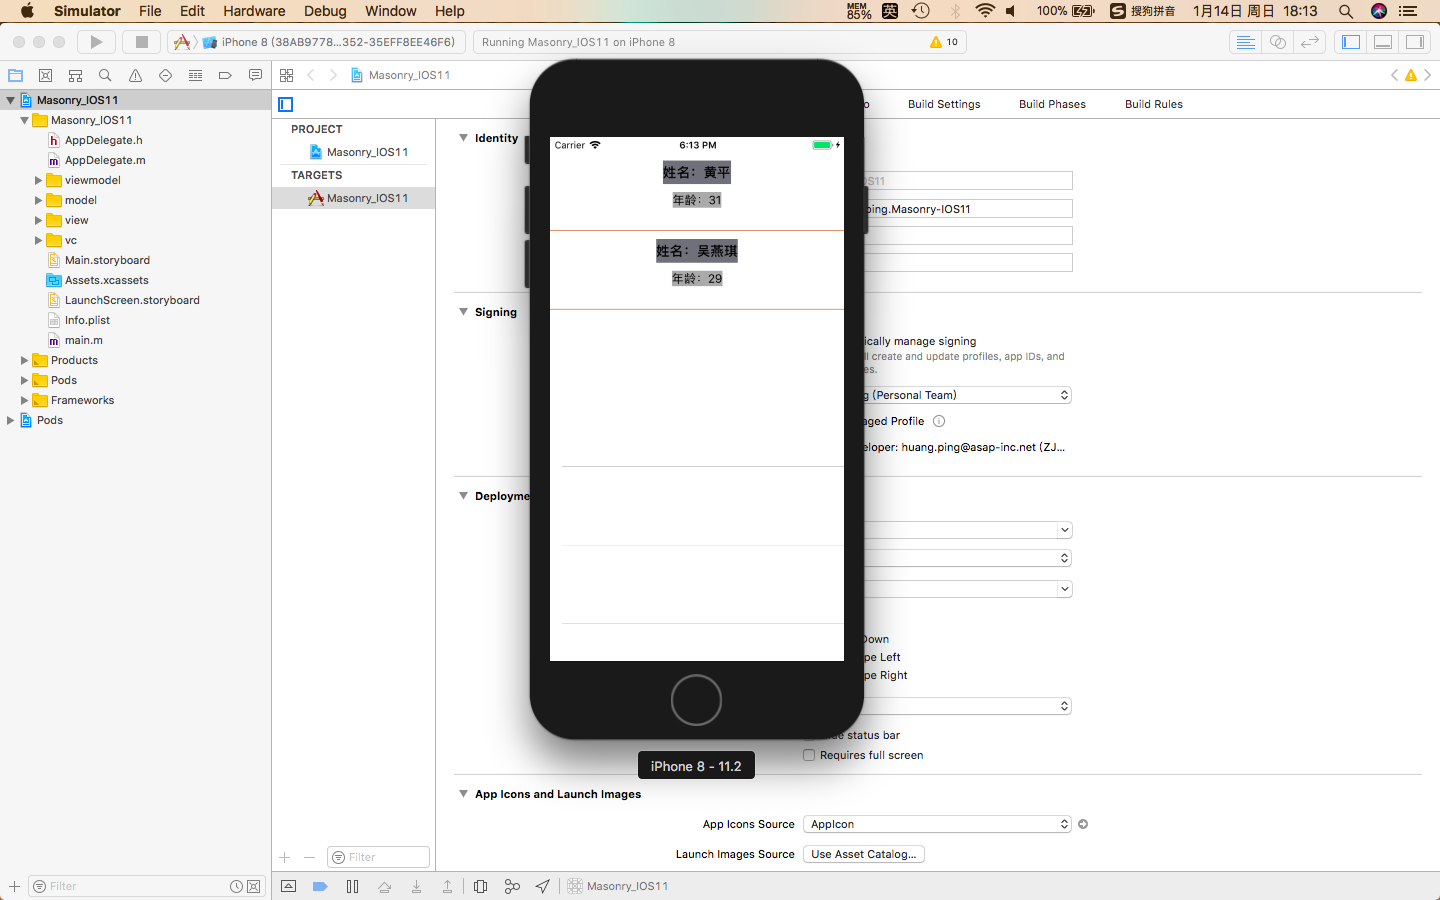 Simulator File Edit Hardware Debug Window Help MEM 85% 英 100% S 搜狗拼音 1月14日 周日 18:13
iPhone 8 (38AB9778...352-35EFF8EE46F6) Running Masonry_IOS11 on iPhone 8 10
Masonry_IOS11
Masonry_IOS11
Masonry_IOS11
AppDelegate.h
AppDelegate.m
viewmodel
model
view
vc
Main.storyboard
Assets.xcassets
LaunchScreen.storyboard
Info.plist
main.m
Products
Pods
Frameworks
Pods
Filter
PROJECT
Masonry_IOS11
TARGETS
Masonry_IOS11
Filter
o Build Settings Build Phases Build Rules
Identity
OS11
ping.Masonry-IOS11
Signing
ically manage signing
ll create and update profiles, app IDs, and
es.
g (Personal Team)
aged Profile
eloper: huang.ping@asap-inc.net (ZJ...
Deployme
Down
pe Left
pe Right
de status bar
Requires full screen
App Icons and Launch Images
App Icons Source AppIcon
Launch Images Source Use Asset Catalog...
Masonry_IOS11
Carrier 6:13 PM
姓名：黄平
年龄：31
姓名：吴燕琪
年龄：29
iPhone 8 - 11.2